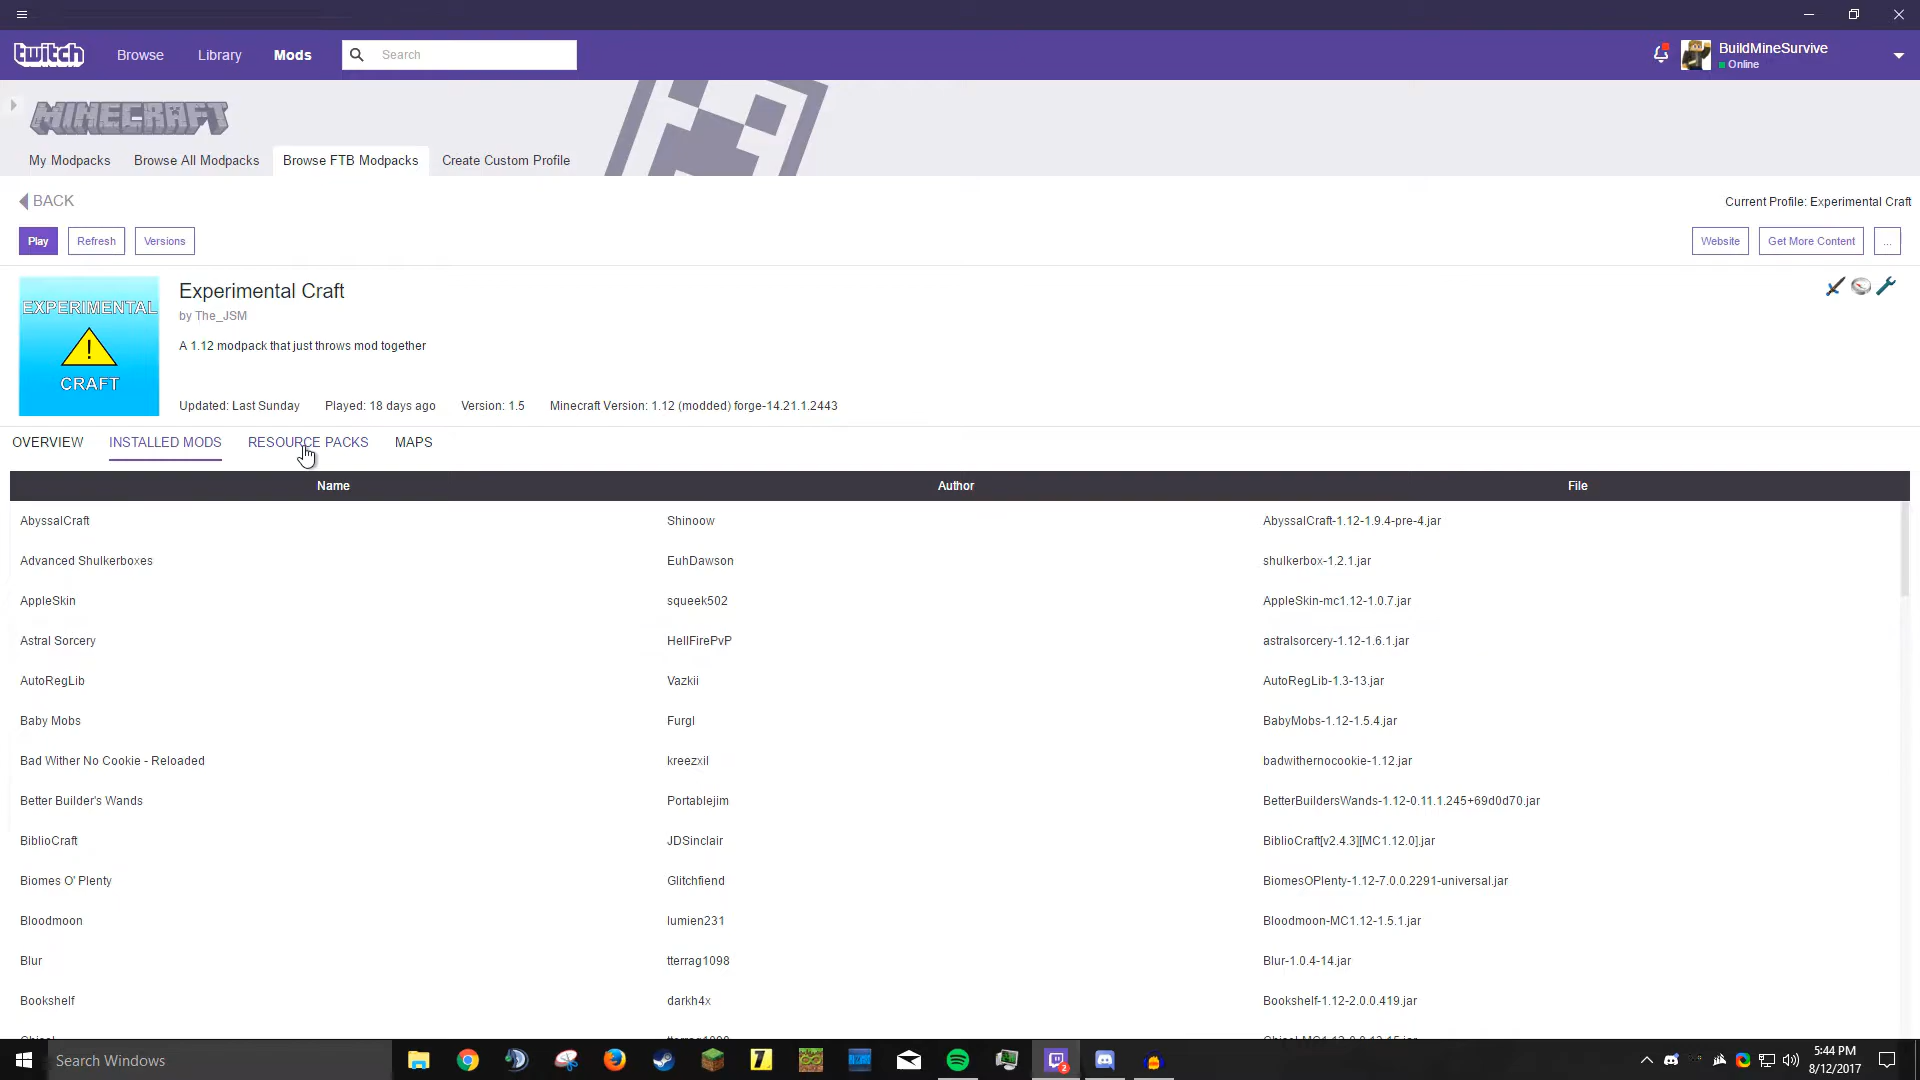 twitch
Browse
Library
Mods
Search
BuildMineSurvive
Online
MINECRAFT
My Modpacks
Browse All Modpacks
Browse FTB Modpacks
Create Custom Profile
BACK
Current Profile: Experimental Craft
Play
Refresh
Versions
Website
Get More Content
...
EXPERIMENTAL
!
CRAFT
Experimental Craft
by The_JSM
A 1.12 modpack that just throws mod together
Updated: Last Sunday Played: 18 days ago Version: 1.5 Minecraft Version: 1.12 (modded) forge-14.21.1.2443
OVERVIEW
INSTALLED MODS
RESOURCE PACKS
MAPS
Name Author File
AbyssalCraft Shinoow AbyssalCraft-1.12-1.9.4-pre-4.jar
Advanced Shulkerboxes EuhDawson shulkerbox-1.2.1.jar
AppleSkin squeek502 AppleSkin-mc1.12-1.0.7.jar
Astral Sorcery HellFirePvP astralsorcery-1.12-1.6.1.jar
AutoRegLib Vazkii AutoRegLib-1.3-13.jar
Baby Mobs Furgl BabyMobs-1.12-1.5.4.jar
Bad Wither No Cookie - Reloaded kreezxil badwithernocookie-1.12.jar
Better Builder's Wands Portablejim BetterBuildersWands-1.12-0.11.1.245+69d0d70.jar
BiblioCraft JDSinclair BiblioCraft[v2.4.3][MC1.12.0].jar
Biomes O' Plenty Glitchfiend BiomesOPlenty-1.12-7.0.0.2291-universal.jar
Bloodmoon lumien231 Bloodmoon-MC1.12-1.5.1.jar
Blur tterrag1098 Blur-1.0.4-14.jar
Bookshelf darkh4x Bookshelf-1.12-2.0.0.419.jar
Search Windows
2
5:44 PM
8/12/2017